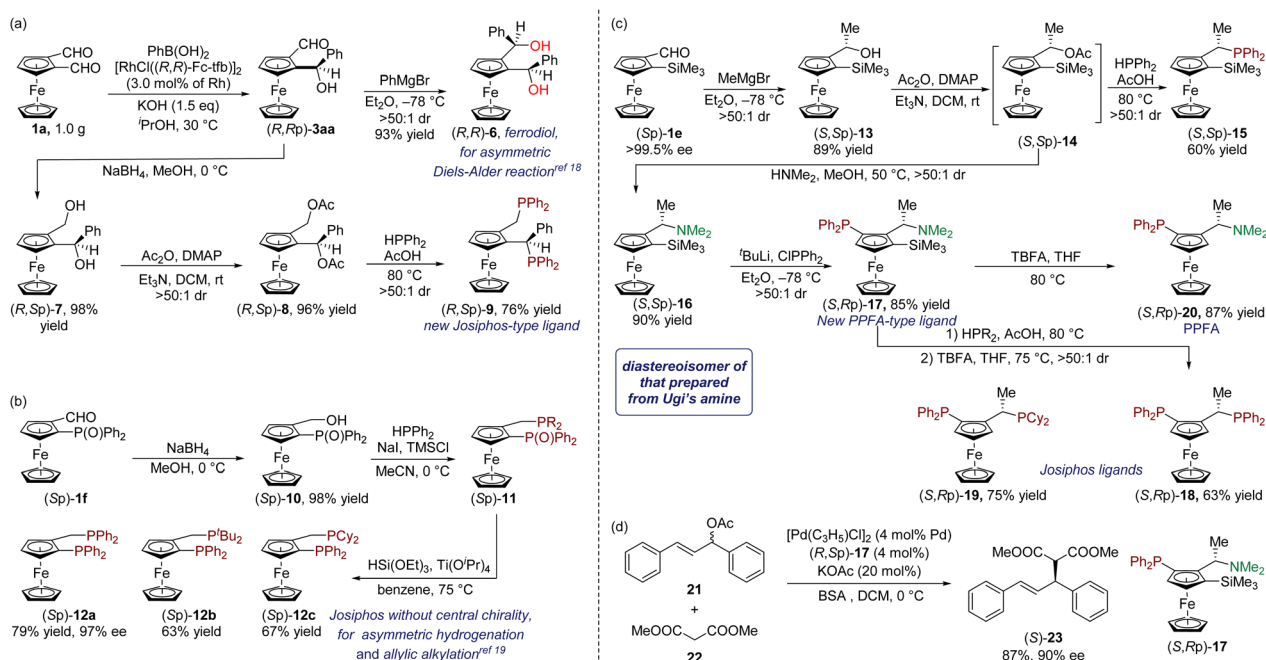 (a)
CHO
CHO
Fe
1a, 1.0 g
PhB(OH)2
[RhCl((R,R)-Fc-tfb)]2
(3.0 mol% of Rh)
KOH (1.5 eq)
iPrOH, 30 °C
CHO
Ph
H
OH
Fe
(R,Rp)-3aa
PhMgBr
Et2O, –78 °C
>50:1 dr
93% yield
Ph
H
OH
Ph
H
OH
Fe
(R,R)-6, ferrodiol,
for asymmetric
Diels-Alder reaction ref 18
NaBH4, MeOH, 0 °C
OH
Ph
H
OH
Fe
(R,Sp)-7, 98%
yield
Ac2O, DMAP
Et3N, DCM, rt
>50:1 dr
OAc
Ph
H
OAc
Fe
(R,Sp)-8, 96% yield
HPPh2
AcOH
80 °C
>50:1 dr
PPh2
Ph
H
PPh2
Fe
(R,Sp)-9, 76% yield
new Josiphos-type ligand
(b)
CHO
P(O)Ph2
Fe
(Sp)-1f
NaBH4
MeOH, 0 °C
OH
P(O)Ph2
Fe
(Sp)-10, 98% yield
HPPh2
NaI, TMSCl
MeCN, 0 °C
PR2
P(O)Ph2
Fe
(Sp)-11
HSi(OEt)3, Ti(OiPr)4
benzene, 75 °C
PPh2
PPh2
Fe
(Sp)-12a
79% yield, 97% ee
PtBu2
PPh2
Fe
(Sp)-12b
63% yield
PCy2
PPh2
Fe
(Sp)-12c
67% yield
Josiphos without central chirality,
for asymmetric hydrogenation
and allylic alkylation ref 19
(c)
CHO
SiMe3
Fe
(Sp)-1e
>99.5% ee
MeMgBr
Et2O, –78 °C
>50:1 dr
Me
OH
SiMe3
Fe
(S,Sp)-13
89% yield
Ac2O, DMAP
Et3N, DCM, rt
Me
OAc
SiMe3
Fe
(S,Sp)-14
HPPh2
AcOH
80 °C
>50:1 dr
Me
PPh2
SiMe3
Fe
(S,Sp)-15
60% yield
HNMe2, MeOH, 50 °C, >50:1 dr
Me
NMe2
SiMe3
Fe
(S,Sp)-16
90% yield
tBuLi, ClPPh2
Et2O, –78 °C
>50:1 dr
Me
Ph2P
NMe2
SiMe3
Fe
(S,Rp)-17, 85% yield
New PPFA-type ligand
TBFA, THF
80 °C
Me
Ph2P
NMe2
Fe
(S,Rp)-20, 87% yield
PPFA
1) HPR2, AcOH, 80 °C
2) TBFA, THF, 75 °C, >50:1 dr
diastereoisomer of
that prepared
from Ugi's amine
Me
Ph2P
PCy2
Fe
(S,Rp)-19, 75% yield
Me
Ph2P
PPh2
Fe
(S,Rp)-18, 63% yield
Josiphos ligands
(d)
OAc
21
+
MeOOC
COOMe
22
[Pd(C3H5)Cl]2 (4 mol% Pd)
(R,Sp)-17 (4 mol%)
KOAc (20 mol%)
BSA , DCM, 0 °C
MeOOC
COOMe
(S)-23
87%, 90% ee
Me
Ph2P
NMe2
SiMe3
Fe
(S,Rp)-17